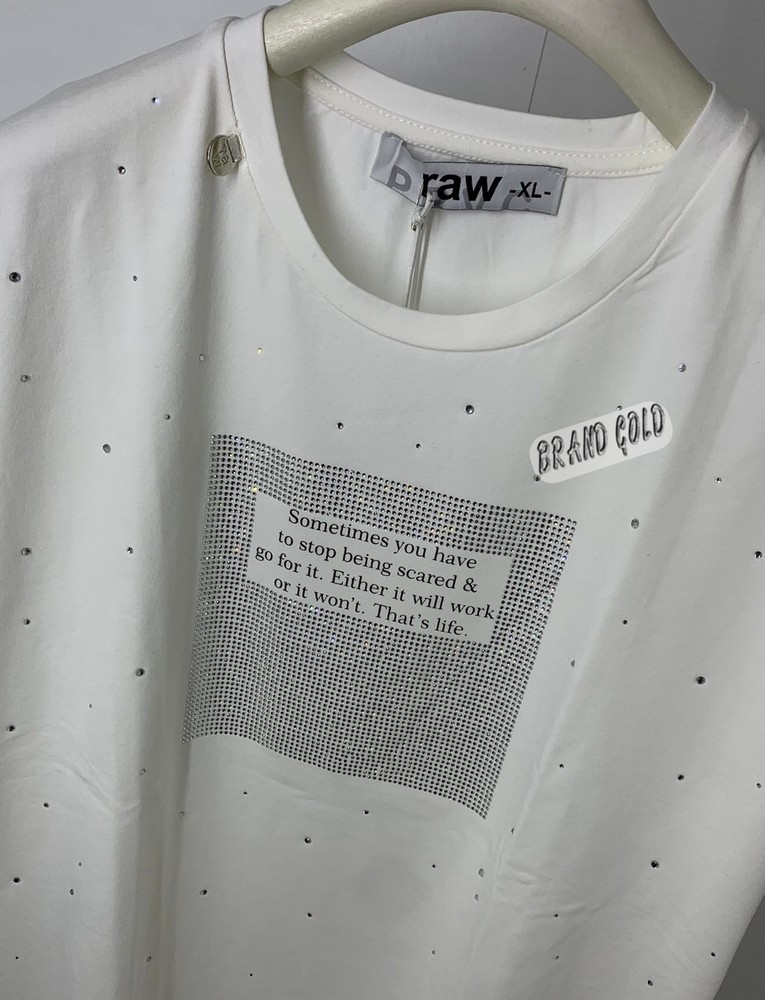 raw -XL-
BRAND GOLD
Sometimes you have
to stop being scared &
go for it. Either it will work
or it won't. That's life.